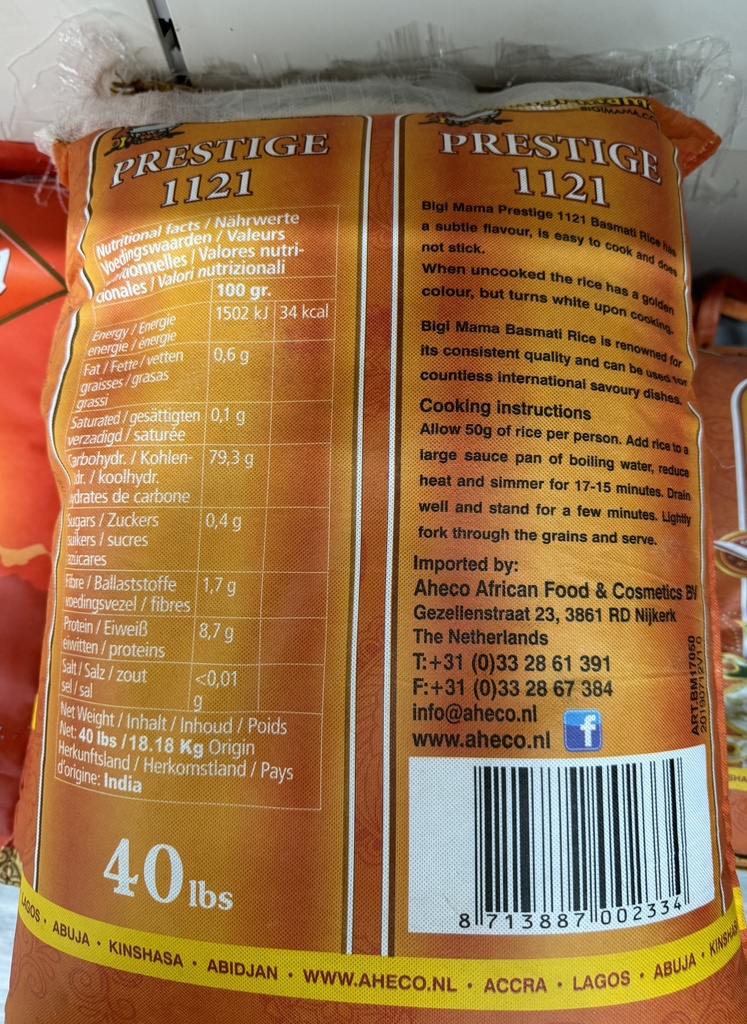 PRESTIGE
1121
Nutritional facts / Nährwerte
Voedingswaarden / Valeurs
/ Valores nutri-
cionales / Valori nutrizionali
100 gr.
Energy / Energie
energie / énergie
1502 kJ 34 kcal
Fat / Fette / vetten
graisses / grasas
grassi
0,6 g
Saturated / gesättigten
verzadigd / saturée
0,1 g
Carbohydr. / Kohlen-
dr. / koolhydr.
ydrates de carbone
79,3 g
Sugars / Zuckers
suikers / sucres
azúcares
0,4 g
Fibre / Ballaststoffe
voedingsvezel / fibres
1,7 g
Protein / Eiweiß
eiwitten / proteins
8,7 g
Salt / Salz / zout
sel / sal
<0,01
g
Net Weight / Inhalt / Inhoud / Poids
Net: 40 lbs / 18.18 Kg Origin
Herkunftsland / Herkomstland / Pays
d'origine: India
40 lbs
BIGIMAMA.CO
PRESTIGE
1121
Bigi Mama Prestige 1121 Basmati Rice has
a subtle flavour, is easy to cook and does
not stick.
When uncooked the rice has a golden
colour, but turns white upon cooking.
Bigi Mama Basmati Rice is renowned for
its consistent quality and can be used for
countless international savoury dishes.
Cooking instructions
Allow 50g of rice per person. Add rice to a
large sauce pan of boiling water, reduce
heat and simmer for 17-15 minutes. Drain
well and stand for a few minutes. Lightly
fork through the grains and serve.
Imported by:
Aheco African Food & Cosmetics BV
Gezellenstraat 23, 3861 RD Nijkerk
The Netherlands
T:+31 (0)33 28 61 391
F:+31 (0)33 28 67 384
info@aheco.nl
www.aheco.nl
f
ART.BM17050
20190712V1.0
8 713887 002334
LAGOS · ABUJA · KINSHASA · ABIDJAN · WWW.AHECO.NL · ACCRA · LAGOS · ABUJA · KINSHA